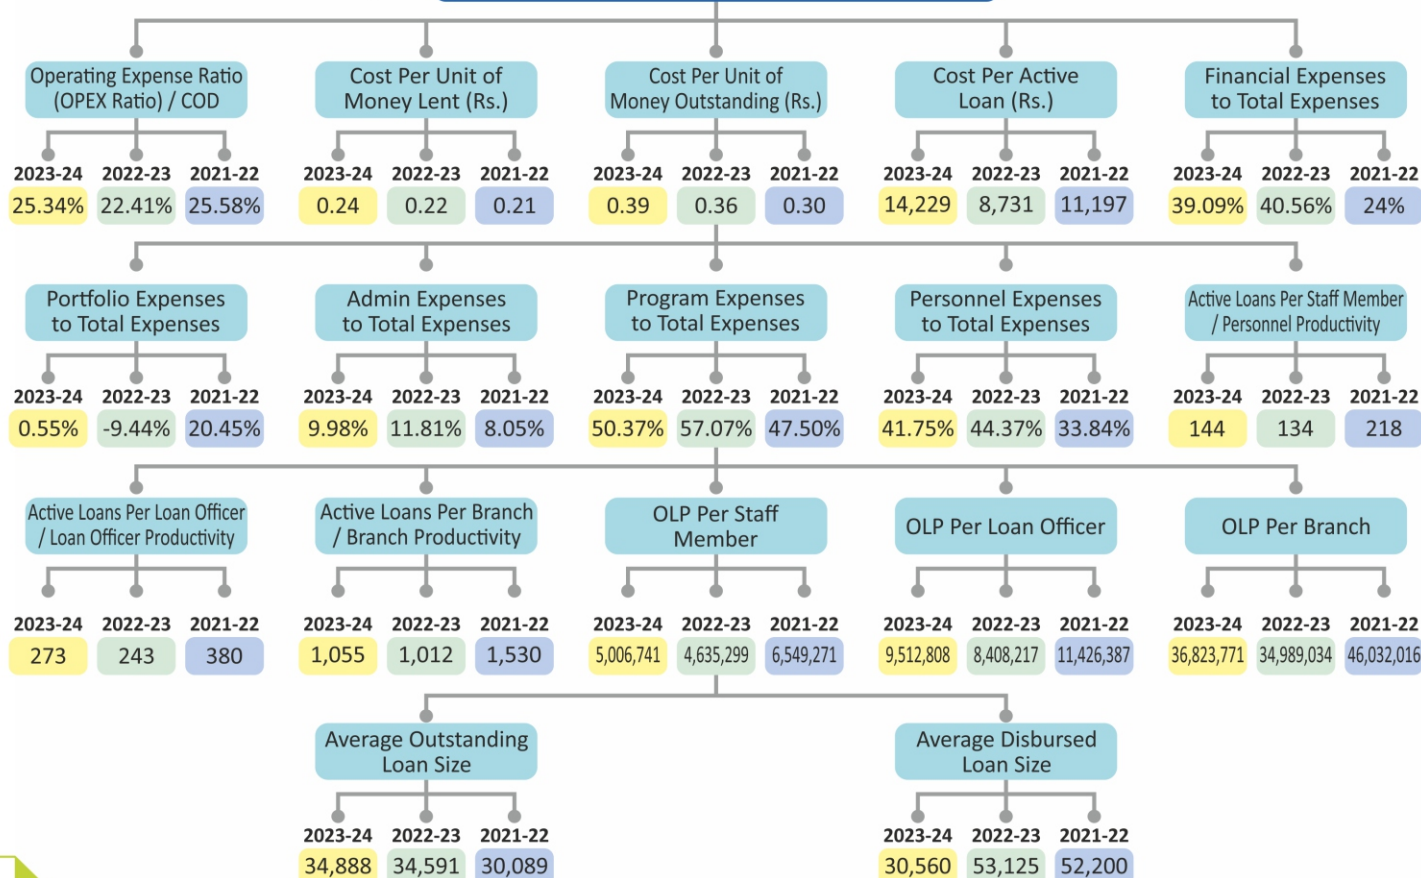 Operating Expense Ratio Cost Per Unit of Cost Per Unit of Cost Per Active Financial Expenses
(OPEX Ratio) / COD Money Lent (Rs.) Money Outstanding (Rs.) Loan (Rs.) to Total Expenses
2023-24 2022-23 2021-22 2023-24 2022-23 2021-22 2023-24 2022-23 2021-22 2023-24 2022-23 2021-22 2023-24 2022-23 2021-22
25.34% 22.41% 25.58% 0.24 0.22 0.21 0.39 0.36 0.30 14,229 8,731 11,197 39.09% 40.56% 24%
Portfolio Expenses Admin Expenses Program Expenses Personnel Expenses Active Loans Per Staff Member
to Total Expenses to Total Expenses to Total Expenses to Total Expenses / Personnel Productivity
2023-24 2022-23 2021-22 2023-24 2022-23 2021-22 2023-24 2022-23 2021-22 2023-24 2022-23 2021-22 2023-24 2022-23 2021-22
0.55% -9.44% 20.45% 9.98% 11.81% 8.05% 50.37% 57.07% 47.50% 41.75% 44.37% 33.84% 144 134 218
Active Loans Per Loan Officer Active Loans Per Branch OLP Per Staff OLP Per Loan Officer OLP Per Branch
/ Loan Officer Productivity / Branch Productivity Member
2023-24 2022-23 2021-22 2023-24 2022-23 2021-22 2023-24 2022-23 2021-22 2023-24 2022-23 2021-22 2023-24 2022-23 2021-22
273 243 380 1,055 1,012 1,530 5,006,741 4,635,299 6,549,271 9,512,808 8,408,217 11,426,387 36,823,771 34,989,034 46,032,016
Average Outstanding Average Disbursed
Loan Size Loan Size
2023-24 2022-23 2021-22 2023-24 2022-23 2021-22
34,888 34,591 30,089 30,560 53,125 52,200